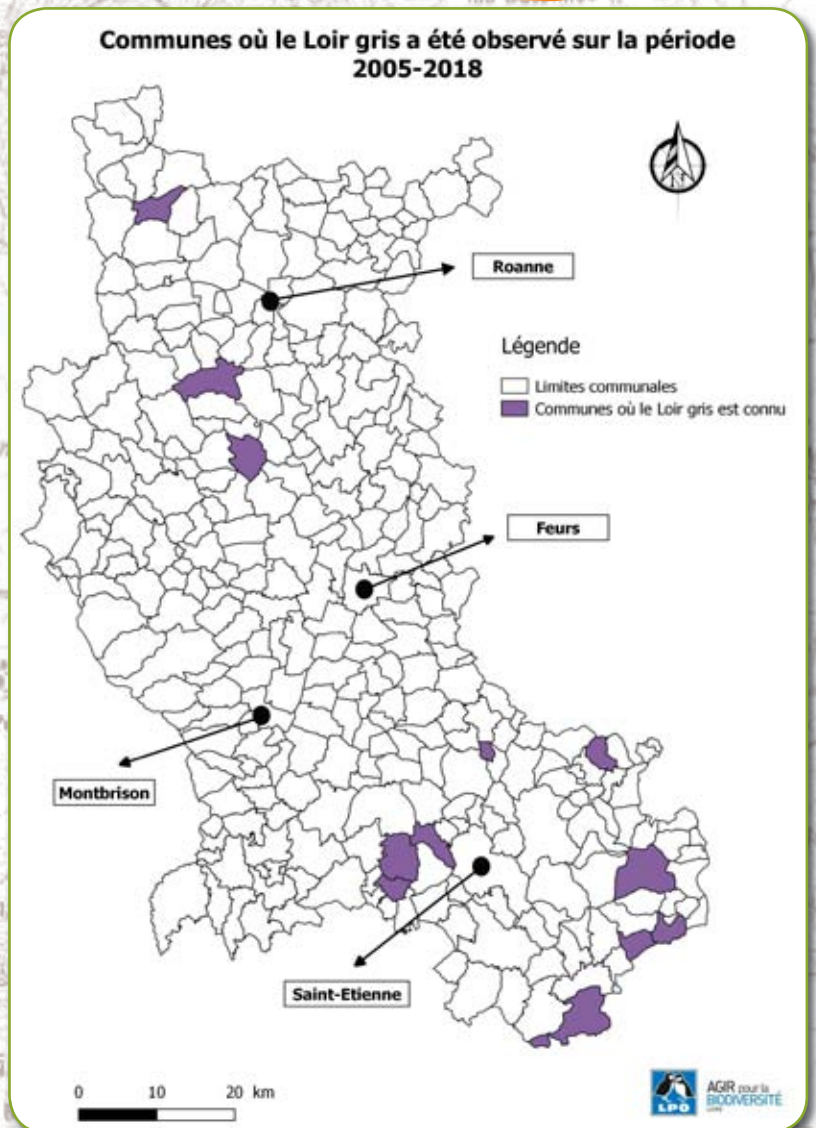 Communes où le Loir gris a été observé sur la période
2005-2018
Roanne
Légende
Limites communales
Communes où le Loir gris est connu
Feurs
Montbrison
Saint-Etienne
0 10 20 km
LPO
AGIR pour la
BIODIVERSITÉ
LOIRE